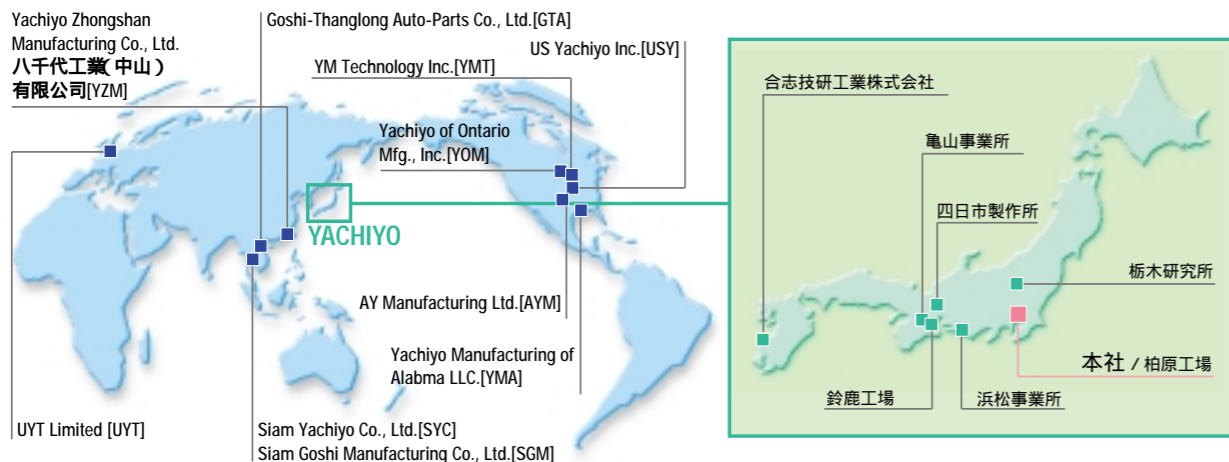 Yachiyo Zhongshan
Manufacturing Co., Ltd.
八千代工業(中山)
有限公司[YZM]
Goshi-Thanglong Auto-Parts Co., Ltd.[GTA]
US Yachiyo Inc.[USY]
YM Technology Inc.[YMT]
Yachiyo of Ontario
Mfg., Inc.[YOM]
YACHIYO
AY Manufacturing Ltd.[AYM]
Yachiyo Manufacturing of
Alabma LLC.[YMA]
UYT Limited [UYT]
Siam Yachiyo Co., Ltd.[SYC]
Siam Goshi Manufacturing Co., Ltd.[SGM]
合志技研工業株式会社
亀山事業所
四日市製作所
栃木研究所
本社 / 柏原工場
鈴鹿工場
浜松事業所